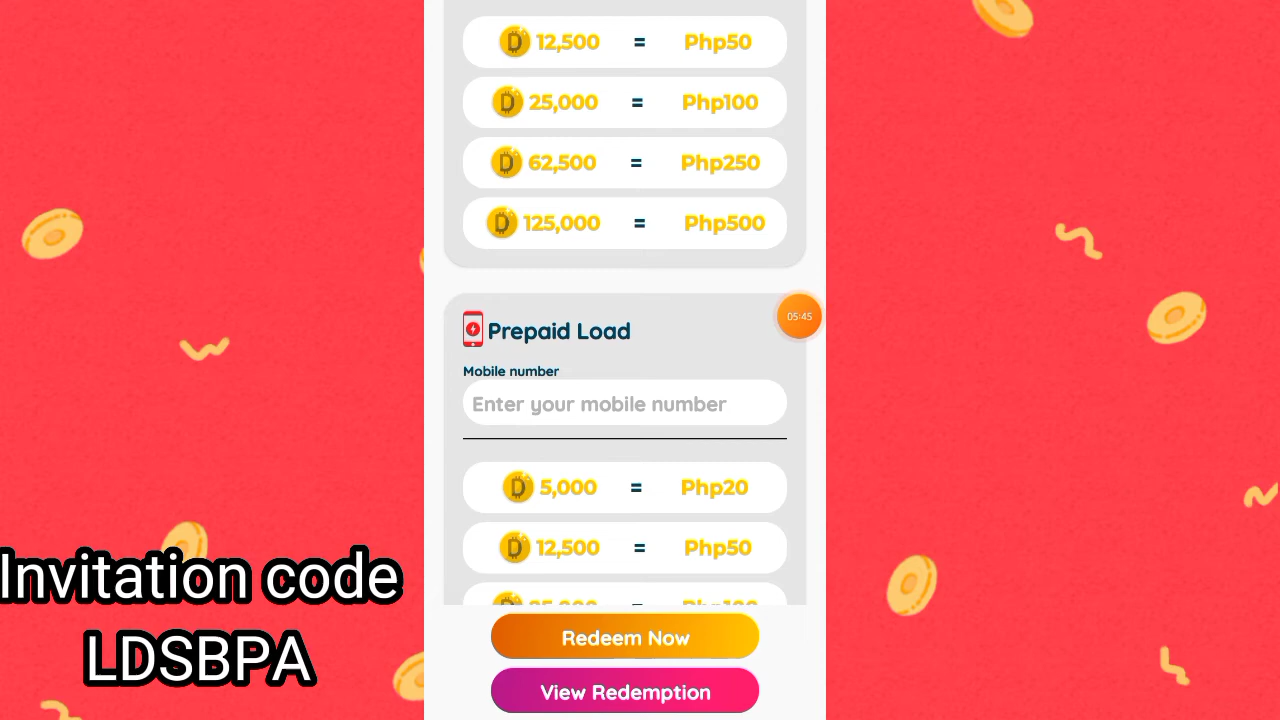 12,500 = Php50
25,000 = Php100
62,500 = Php250
125,000 = Php500
05:45
Prepaid Load
Mobile number
Enter your mobile number
5,000 = Php20
12,500 = Php50
Redeem Now
View Redemption
Invitation code
LDSBPA